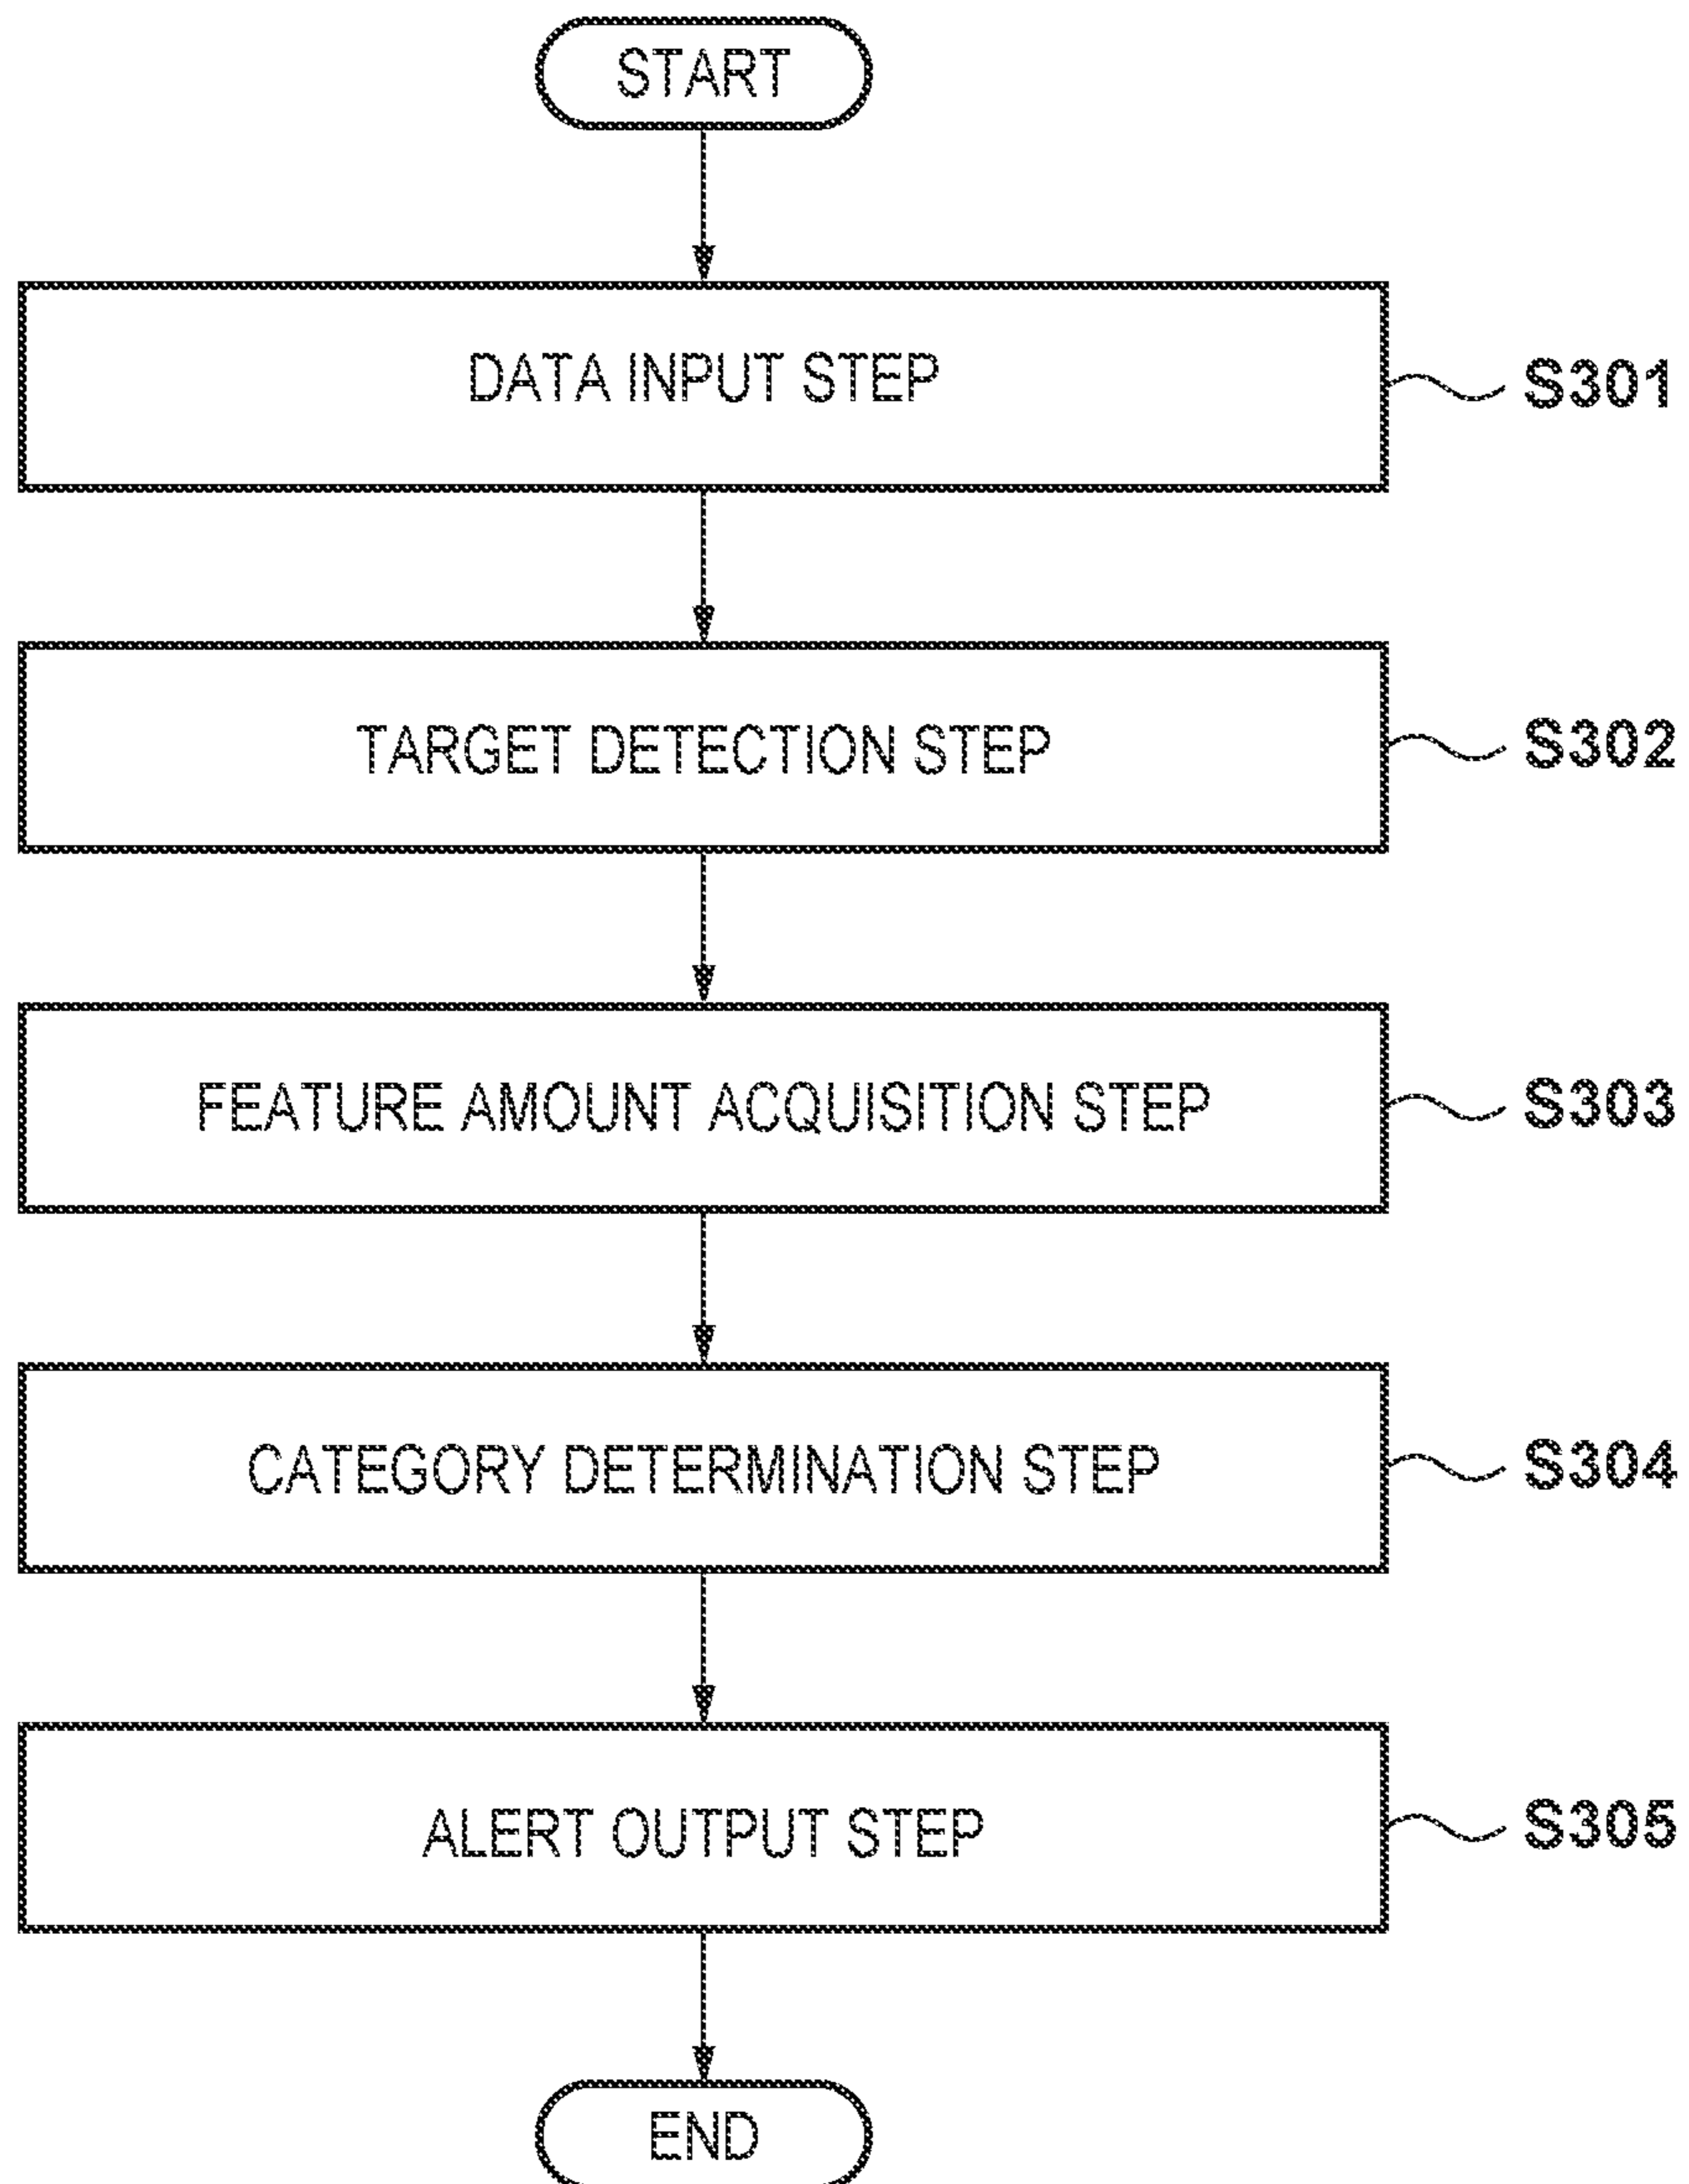 START
DATA INPUT STEP
S301
TARGET DETECTION STEP
S302
FEATURE AMOUNT ACQUISITION STEP
S303
CATEGORY DETERMINATION STEP
S304
ALERT OUTPUT STEP
S305
END